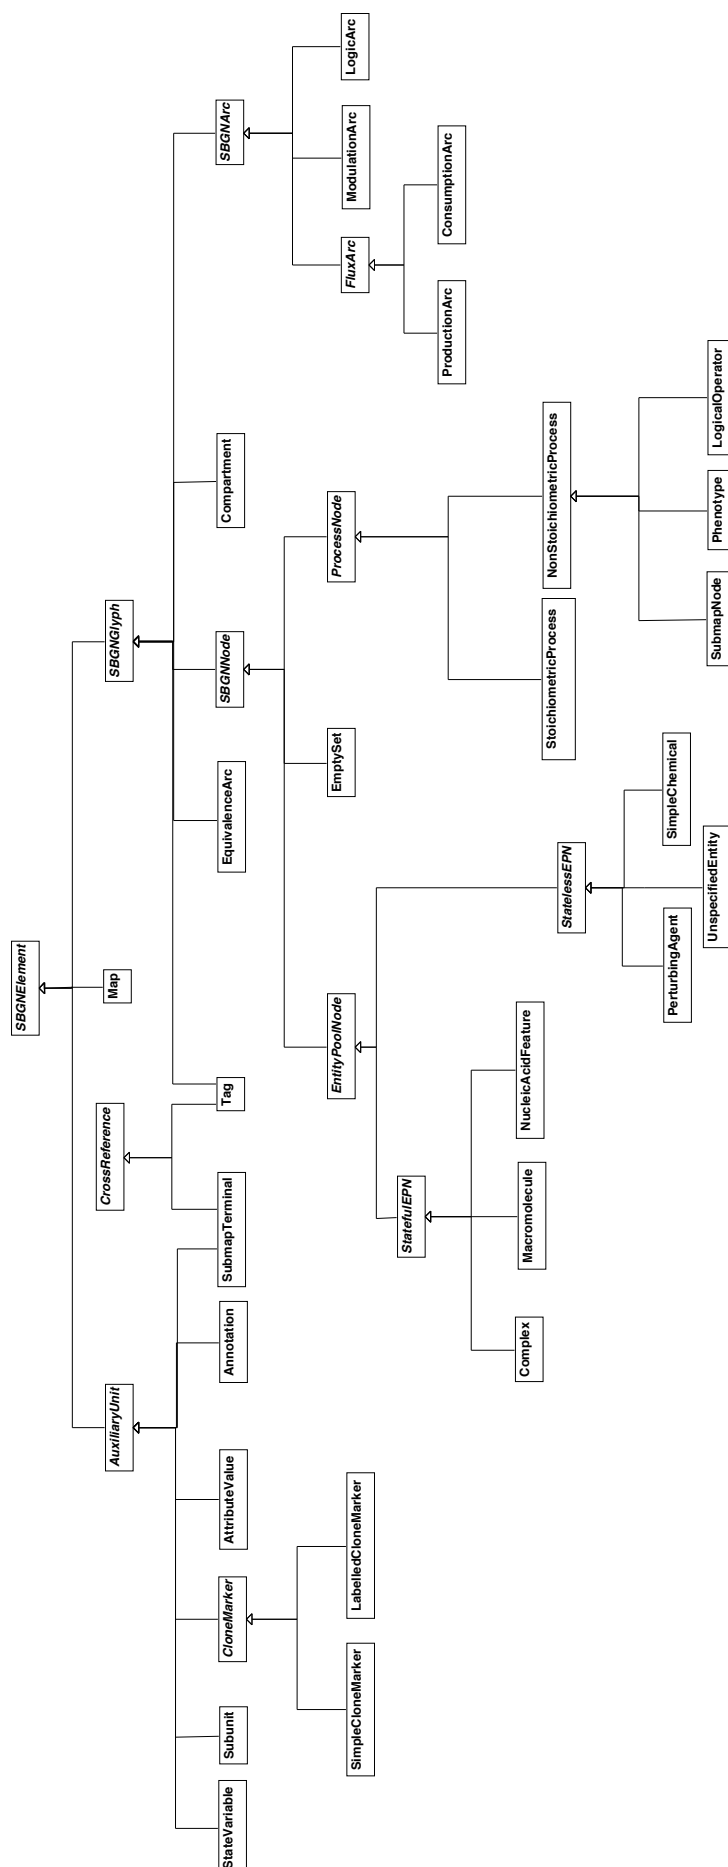 SBGNElement
AuxiliaryUnit
CrossReference
Map
SBGNGlyph
StateVariable
Subunit
CloneMarker
AttributeValue
Annotation
SubmapTerminal
Tag
EquivalenceArc
SBGNNode
Compartment
SBGNArc
SimpleCloneMarker
LabelledCloneMarker
EntityPoolNode
EmptySet
ProcessNode
FluxArc
ModulationArc
LogicArc
StatefulEPN
ProductionArc
ConsumptionArc
Complex
Macromolecule
NucleicAcidFeature
StatelessEPN
StoichiometricProcess
NonStoichiometricProcess
PerturbingAgent
UnspecifiedEntity
SimpleChemical
SubmapNode
Phenotype
LogicalOperator